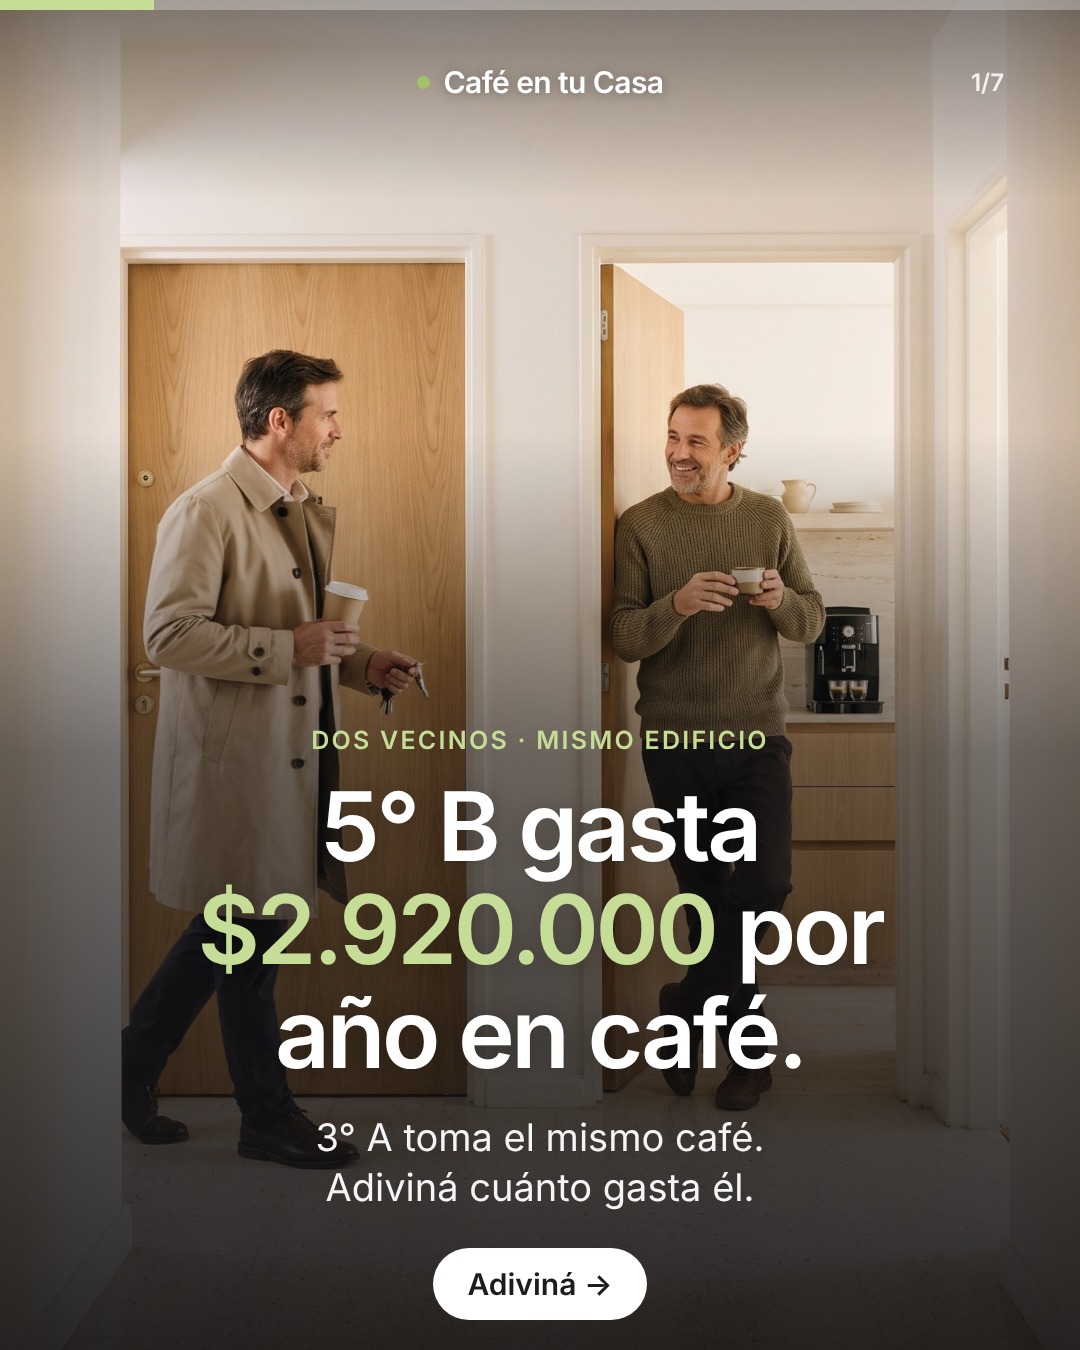 Café en tu Casa
1/7
DOS VECINOS · MISMO EDIFICIO
5° B gasta
$2.920.000 por
año en café.
3° A toma el mismo café.
Adiviná cuánto gasta él.
Adiviná →